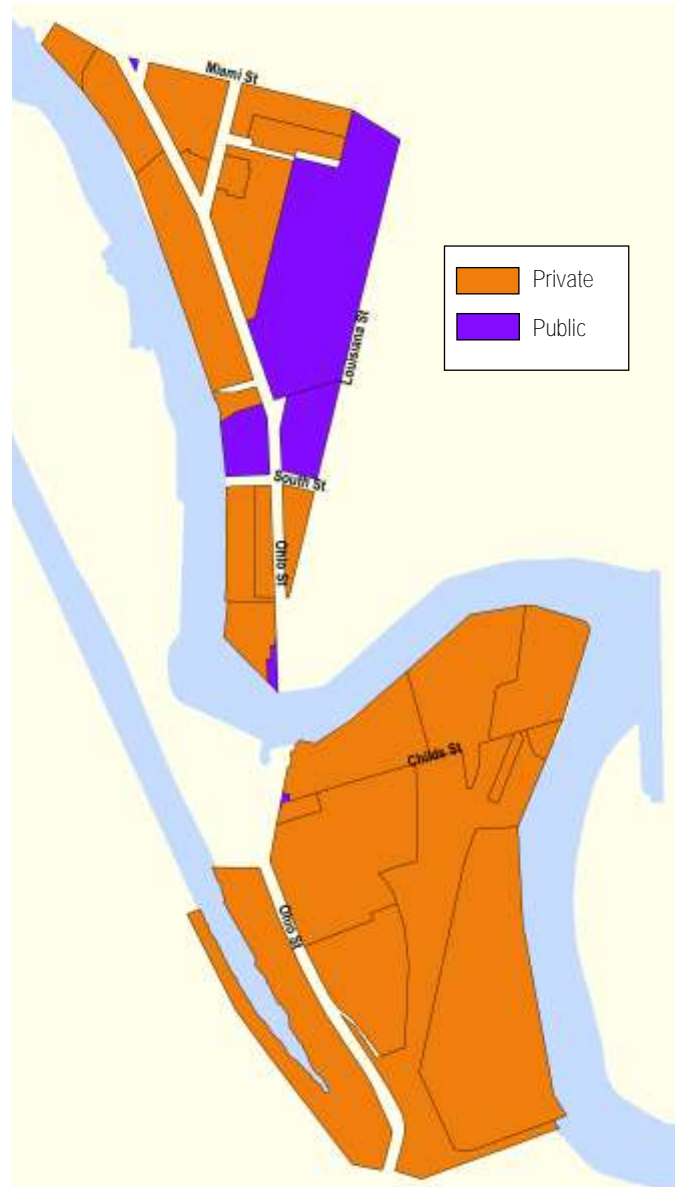 Miami St
Private
Public
Louisiana St
South St
Ohio St
Childs St
Ohio St